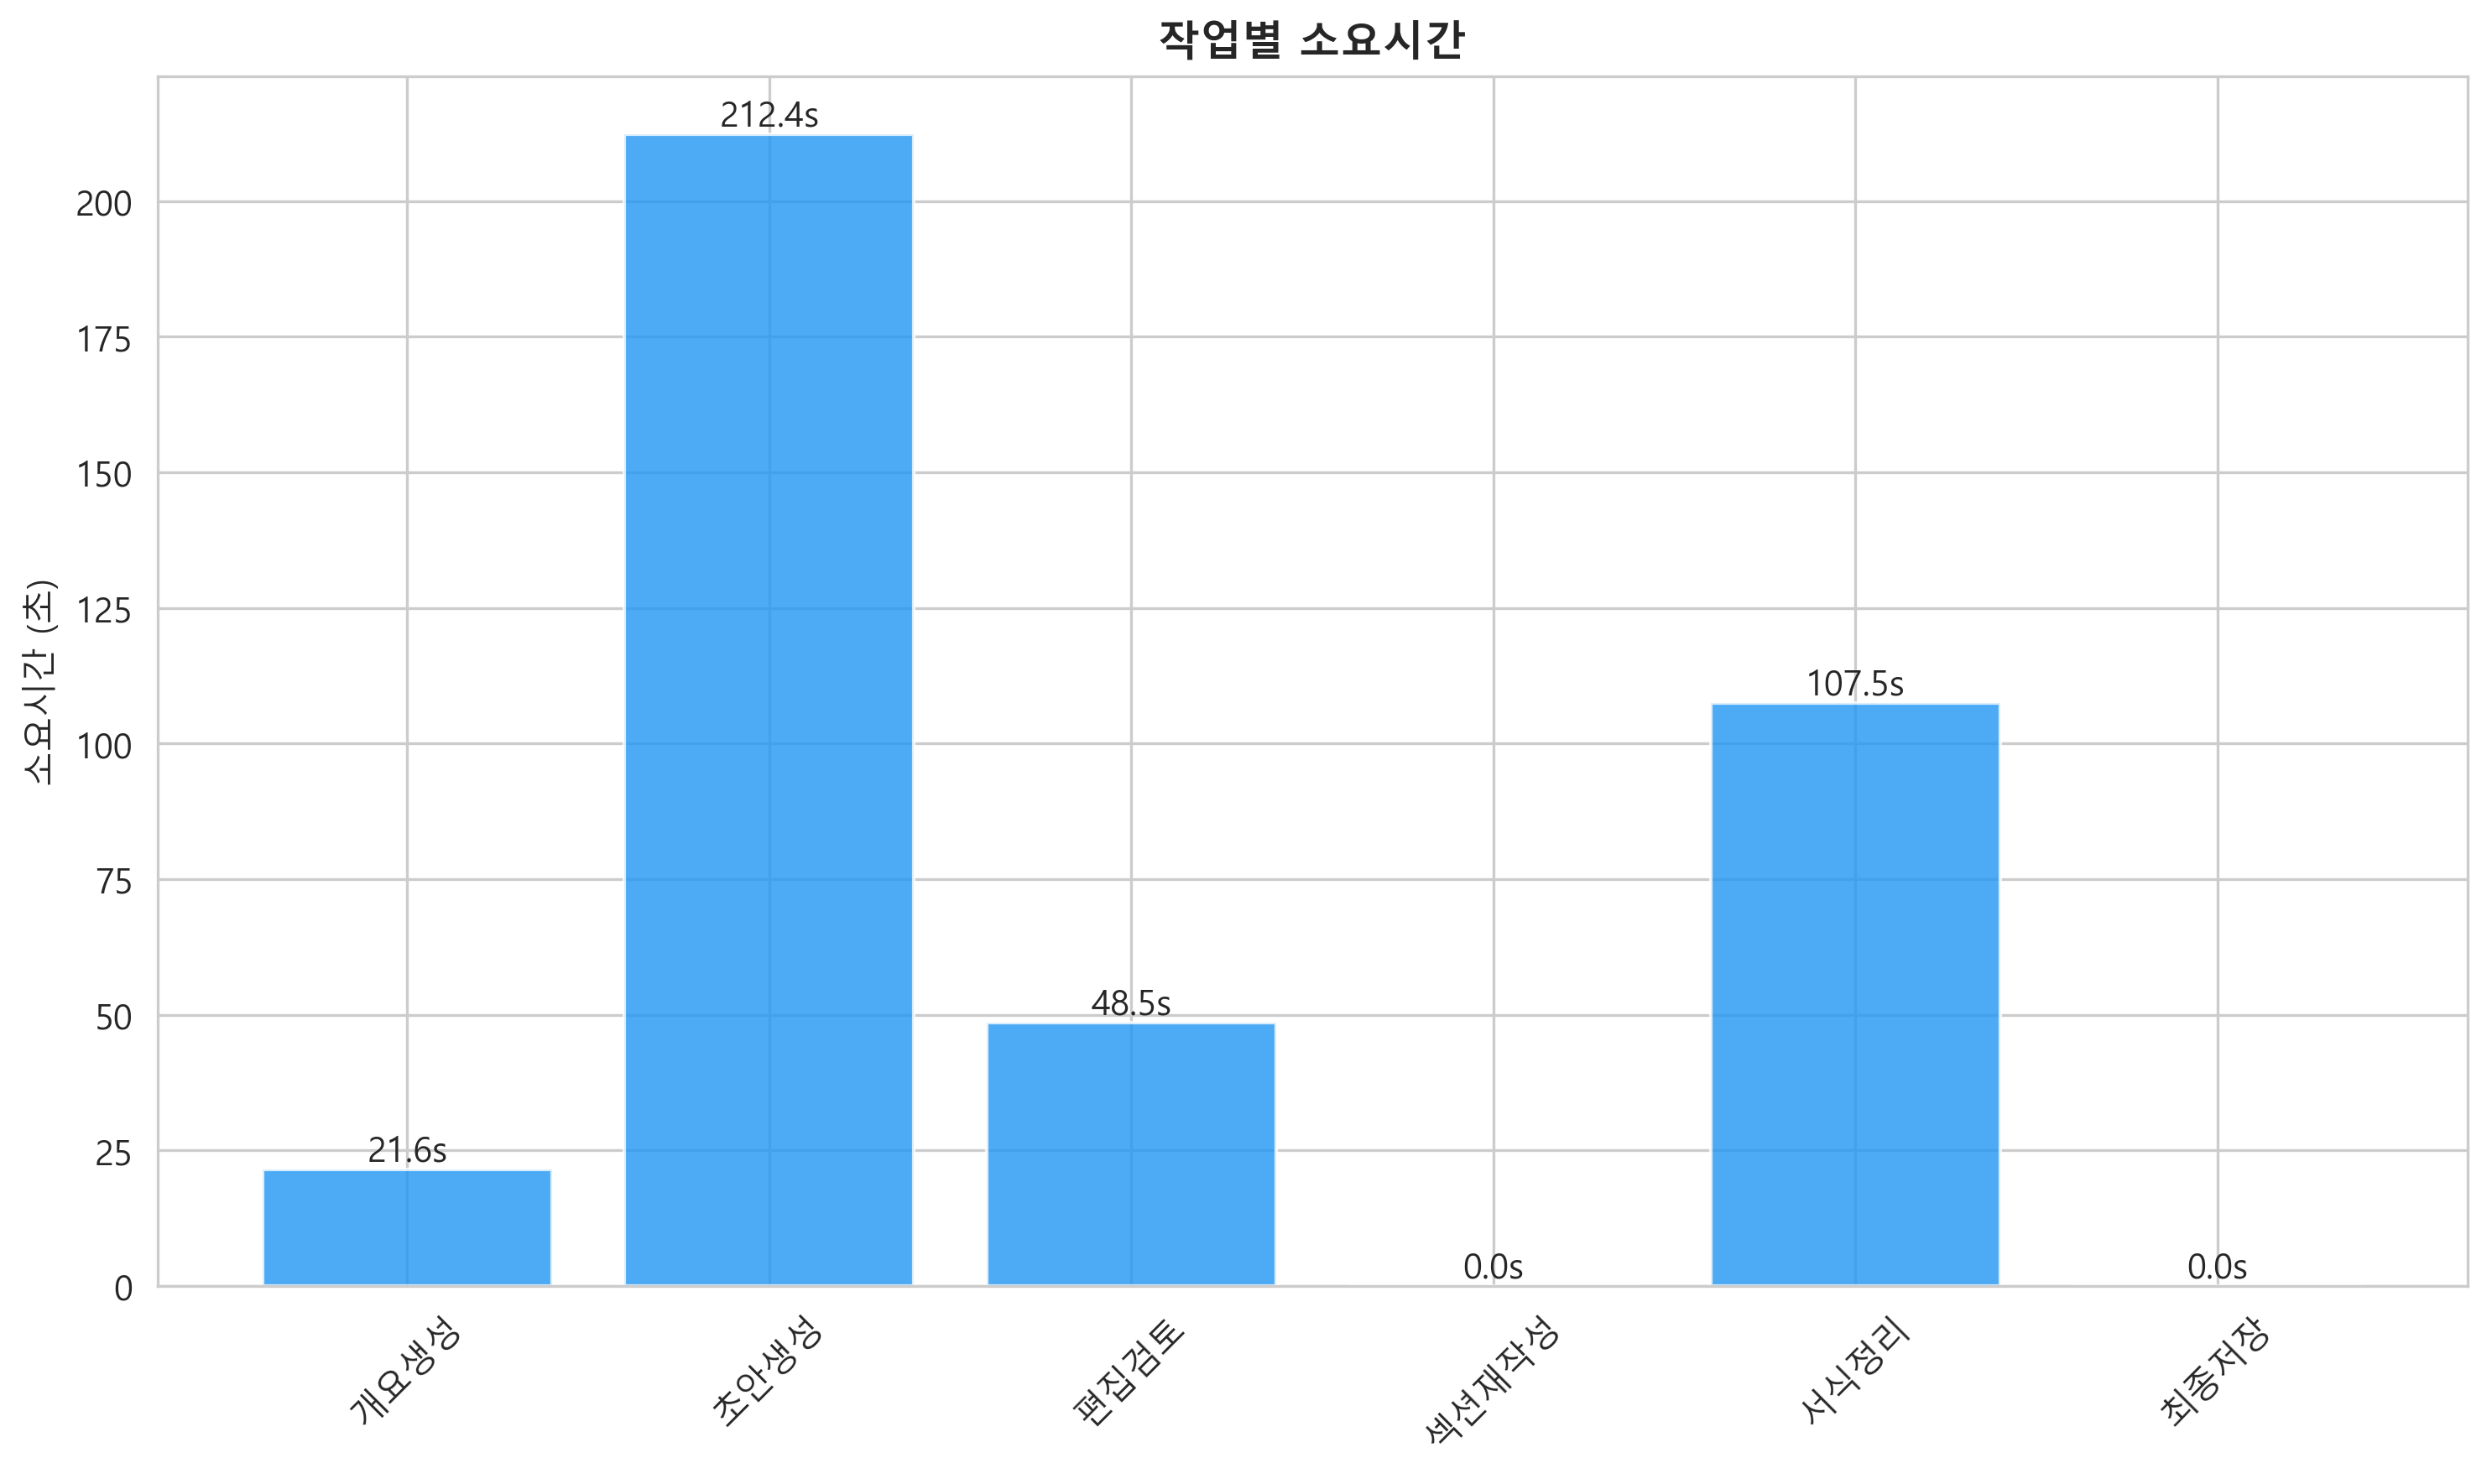 작업별 소요시간
소요시간 (초)
200
175
150
125
100
75
50
25
0
21.6s
212.4s
48.5s
0.0s
107.5s
0.0s
개요생성
초안생성
편집검토
섹션재작성
서식정리
최종저장